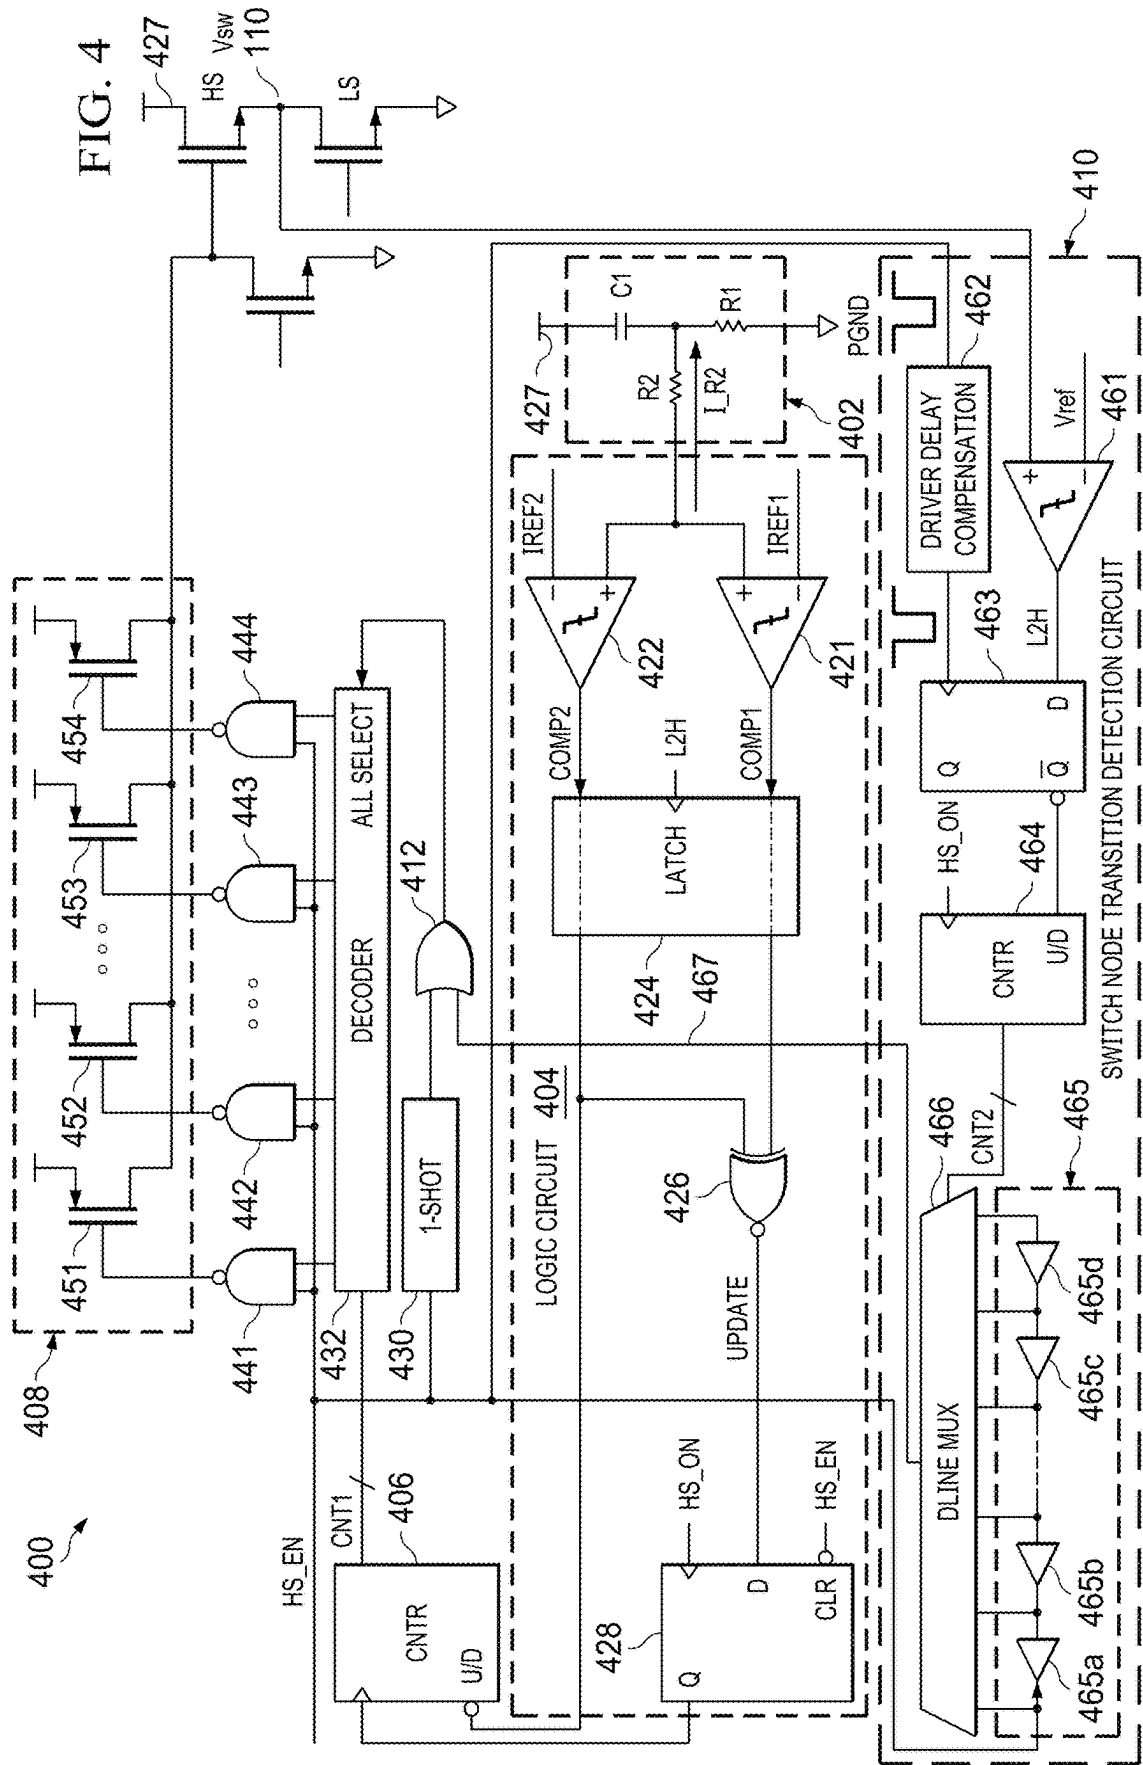 FIG. 4
400
408
451
452
453
454
427
HS
Vsw
110
LS
441
442
443
444
HS_EN
CNT1
432
DECODER
ALL SELECT
430
1-SHOT
412
406
CNTR
U/D
LOGIC CIRCUIT 404
467
424
LATCH
L2H
COMP2
COMP1
422
421
IREF2
IREF1
427
C1
R2
R1
I_R2
402
PGND
426
UPDATE
428
HS_ON
HS_EN
Q
D
CLR
410
462
DRIVER DELAY
COMPENSATION
461
Vref
+
−
+
−
+
−
463
L2H
Q
Q
D
HS_ON
464
CNTR
U/D
SWITCH NODE TRANSITION DETECTION CIRCUIT
CNT2
466
465
DLINE MUX
465a
465b
465c
465d